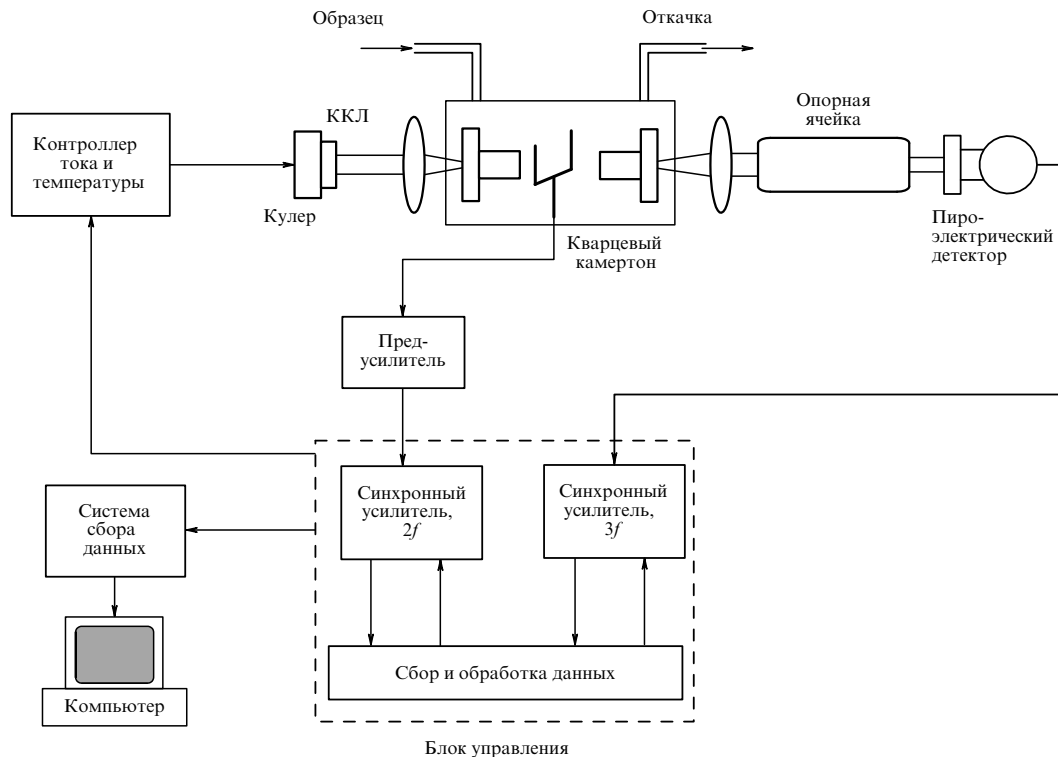 Образец
Откачка
ККЛ
Опорная
ячейка
Контроллер
тока и
температуры
Кулер
Кварцевый
камертон
Пиро-
электрический
детектор
Пред-
усилитель
Синхронный
усилитель,
2f
Синхронный
усилитель,
3f
Система
сбора
данных
Сбор и обработка данных
Компьютер
Блок управления